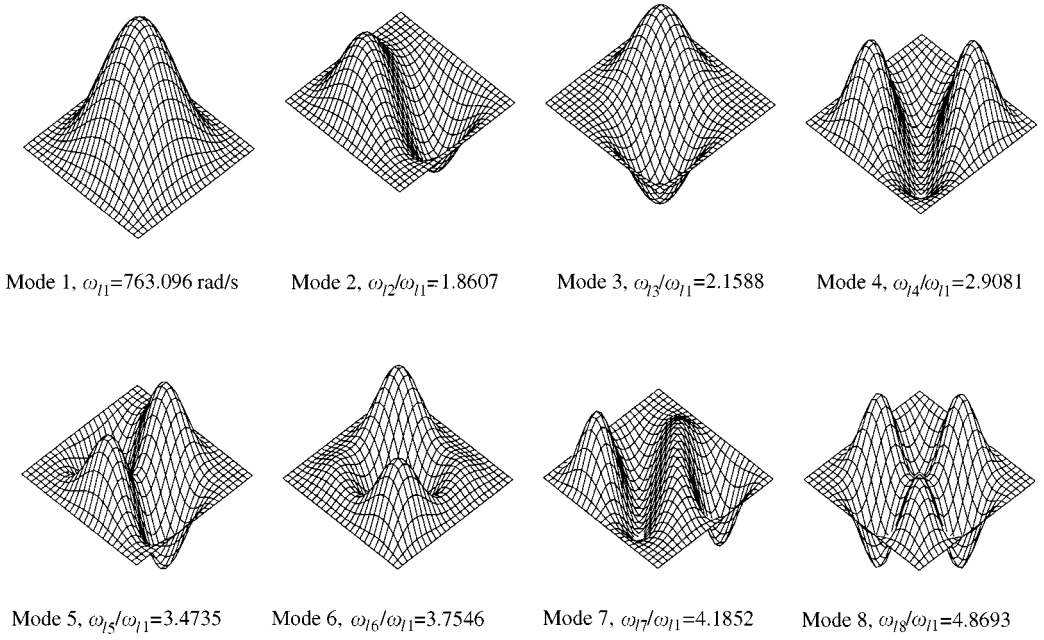 Mode 1, ωl1=763.096 rad/s
Mode 2, ωl2/ωl1=1.8607
Mode 3, ωl3/ωl1=2.1588
Mode 4, ωl4/ωl1=2.9081
Mode 5, ωl5/ωl1=3.4735
Mode 6, ωl6/ωl1=3.7546
Mode 7, ωl7/ωl1=4.1852
Mode 8, ωl8/ωl1=4.8693